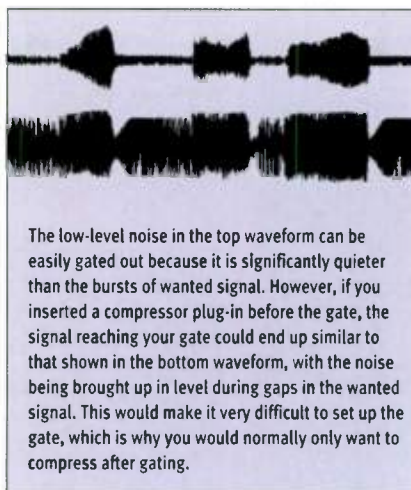 The low-level noise in the top waveform can be
easily gated out because it is significantly quieter
than the bursts of wanted signal. However, if you
inserted a compressor plug-in before the gate, the
signal reaching your gate could end up similar to
that shown in the bottom waveform, with the noise
being brought up in level during gaps in the wanted
signal. This would make it very difficult to set up the
gate, which is why you would normally only want to
compress after gating.